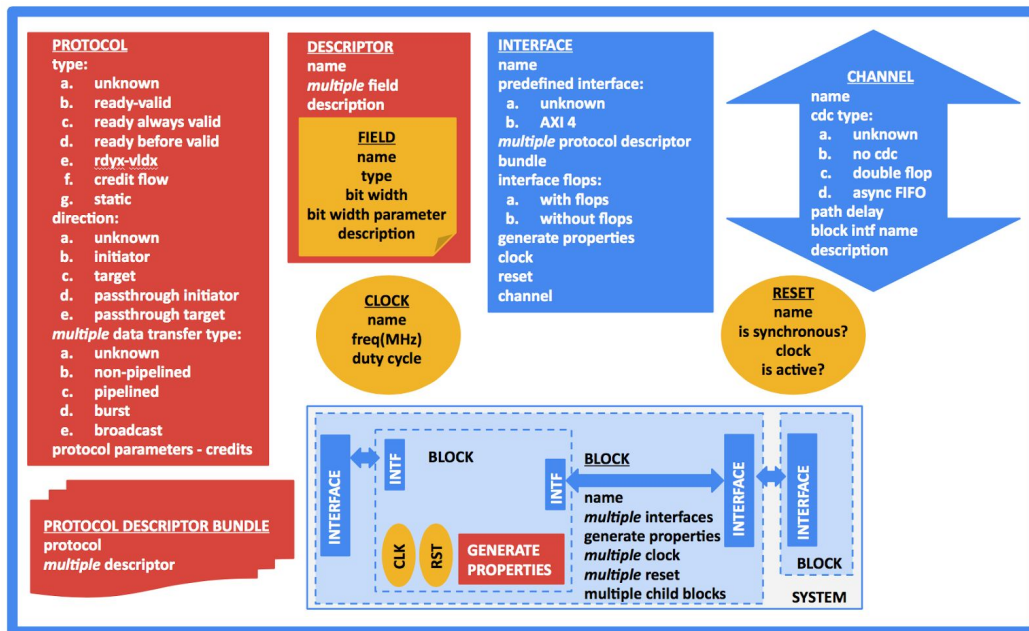 PROTOCOL
type:
a. unknown
b. ready-valid
c. ready always valid
d. ready before valid
e. rdyx-vldx
f. credit flow
g. static
direction:
a. unknown
b. initiator
c. target
d. passthrough initiator
e. passthrough target
multiple data transfer type:
a. unknown
b. non-pipelined
c. pipelined
d. burst
e. broadcast
protocol parameters - credits
PROTOCOL DESCRIPTOR BUNDLE
protocol
multiple descriptor
DESCRIPTOR
name
multiple field
description
FIELD
name
type
bit width
bit width parameter
description
CLOCK
name
freq(MHz)
duty cycle
INTERFACE
name
predefined interface:
a. unknown
b. AXI 4
multiple protocol descriptor
bundle
interface flops:
a. with flops
b. without flops
generate properties
clock
reset
channel
CHANNEL
name
cdc type:
a. unknown
b. no cdc
c. double flop
d. async FIFO
path delay
block intf name
description
RESET
name
is synchronous?
clock
is active?
INTERFACE
INTF
BLOCK
INTF
CLK
RST
GENERATE
PROPERTIES
BLOCK
name
multiple interfaces
generate properties
multiple clock
multiple reset
multiple child blocks
INTERFACE
INTERFACE
BLOCK
SYSTEM